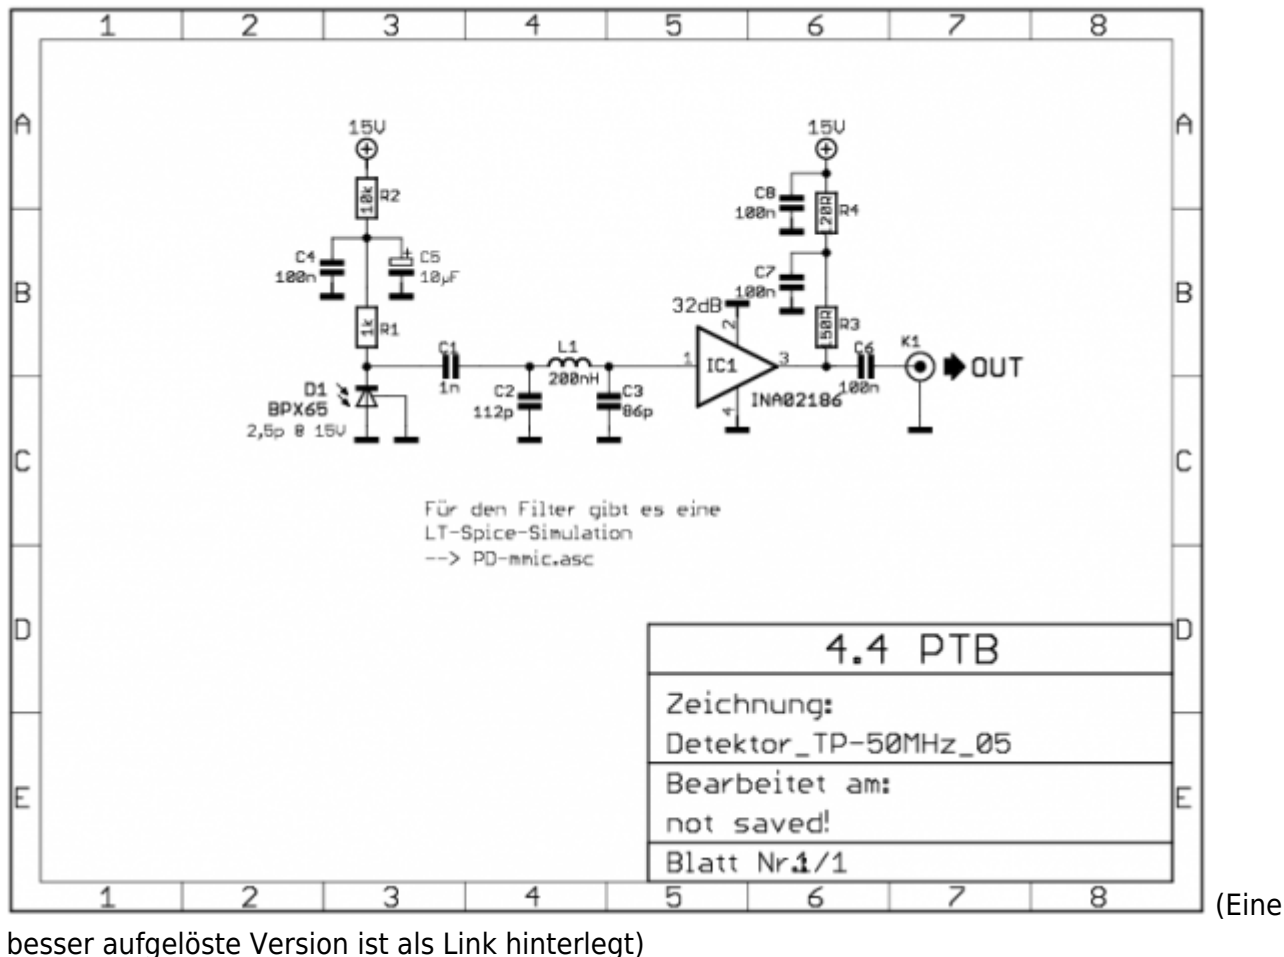 1 2 3 4 5 6 7 8
A A
15V 15V
10k R2
C8
100n
120R R4
C4
100n
C5
10µF
+
B B
C7
100n
32dB
2
1k R1
50R R3
C1
1n
L1
200nH
1 IC1 3
C6
100n
K1
OUT
D1
BPX65
2,5p @ 15V
C2
112p
C3
86p
4
INA02186
C C
Für den Filter gibt es eine
LT-Spice-Simulation
--> PD-mmic.asc
D D
4.4 PTB
Zeichnung:
Detektor_TP-50MHz_05
Bearbeitet am:
not saved!
E E
Blatt Nr.1/1
1 2 3 4 5 6 7 8
(Eine
besser aufgelöste Version ist als Link hinterlegt)